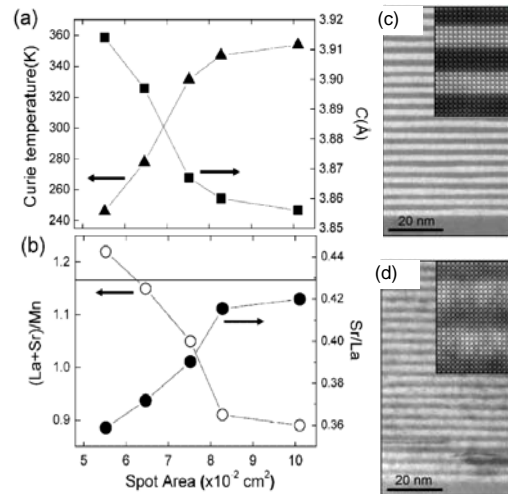 (a)
Curie temperature(K)
360
340
320
300
280
260
240
3.92
3.91
3.90
3.89
3.88
3.87
3.86
3.85
C(Å)
(b)
(La+Sr)/Mn
1.2
1.1
1.0
0.9
0.44
0.42
0.40
0.38
0.36
Sr/La
5 6 7 8 9 10
Spot Area (x10² cm²)
(c)
20 nm
(d)
20 nm